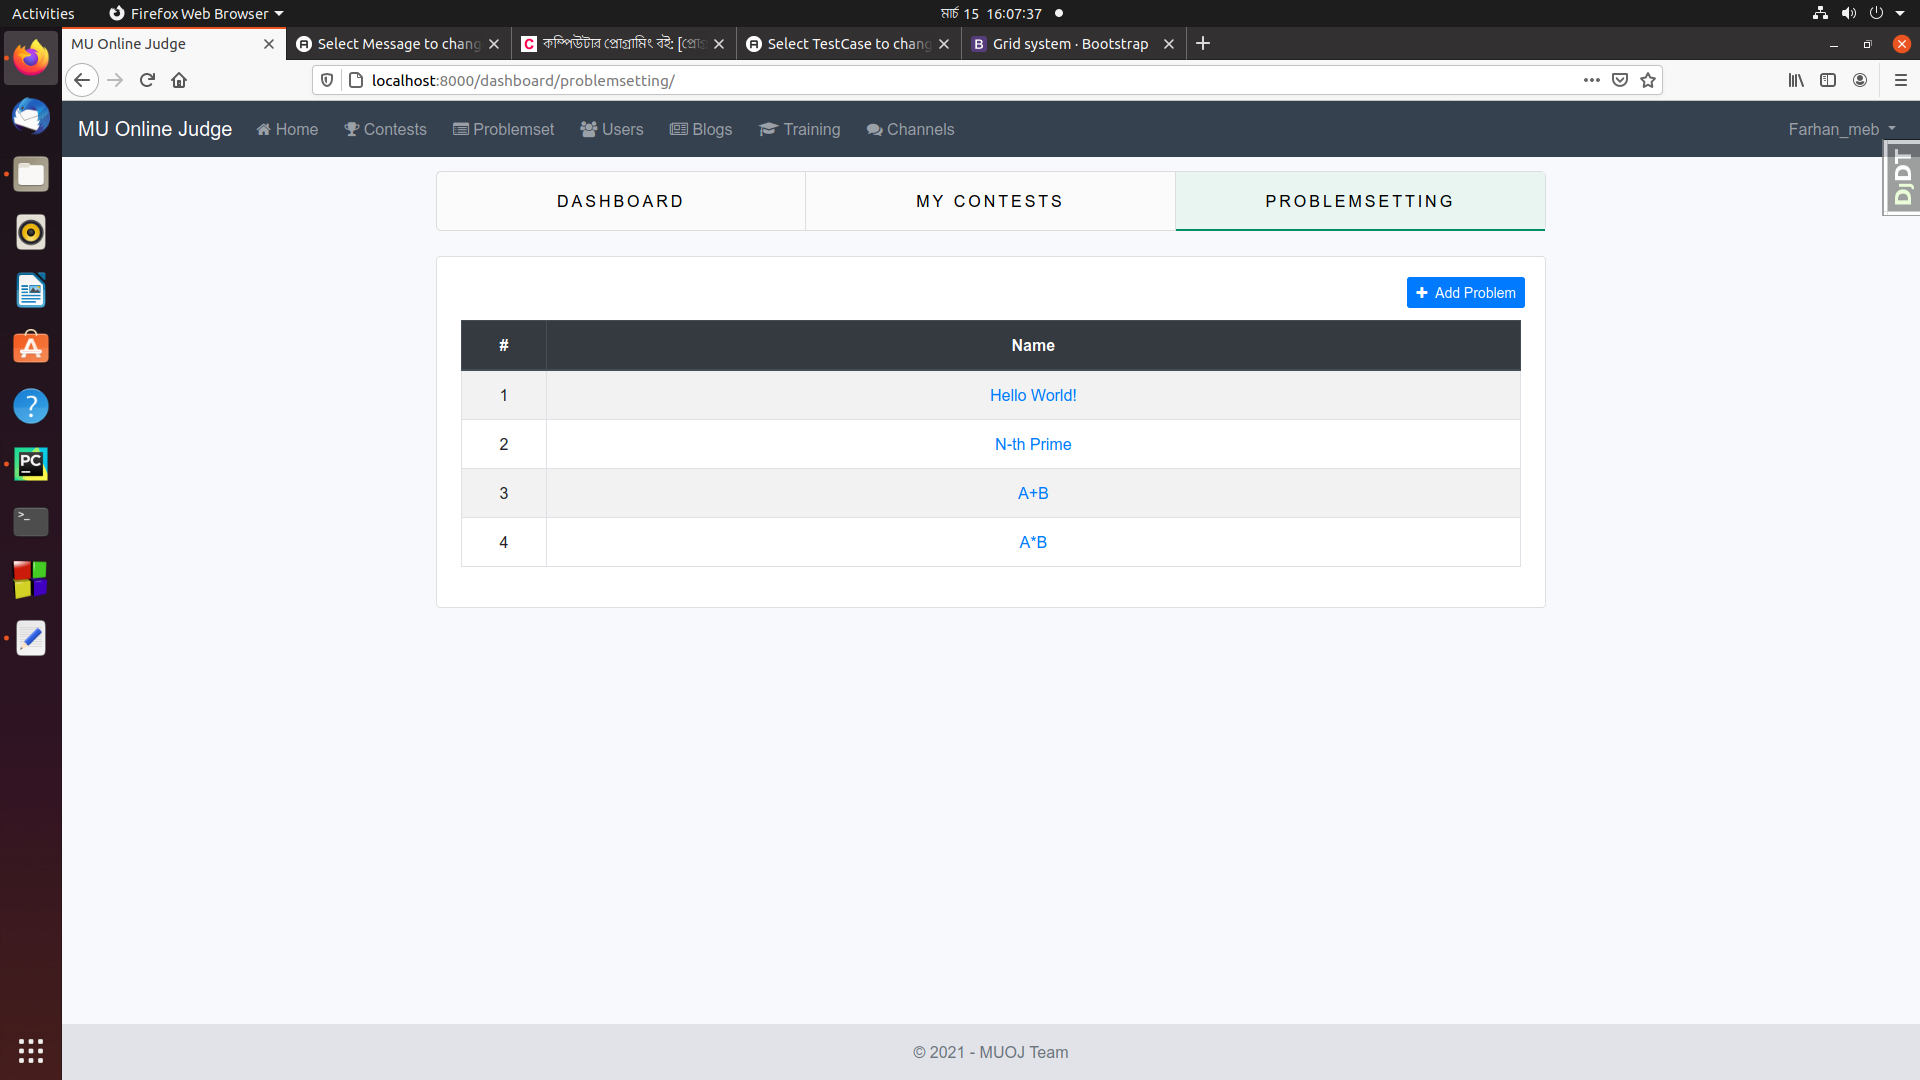 Activities
Firefox Web Browser
মার্চ 15 16:07:37
MU Online Judge
Select Message to chang
কম্পিউটার প্রোগ্রামিং বই: [প্রোগ্র
Select TestCase to chang
Grid system · Bootstrap
localhost:8000/dashboard/problemsetting/
MU Online Judge
Home
Contests
Problemset
Users
Blogs
Training
Channels
Farhan_meb
DjDT
DASHBOARD
MY CONTESTS
PROBLEMSETTING
Add Problem
# Name
1 Hello World!
2 N-th Prime
3 A+B
4 A*B
© 2021 - MUOJ Team